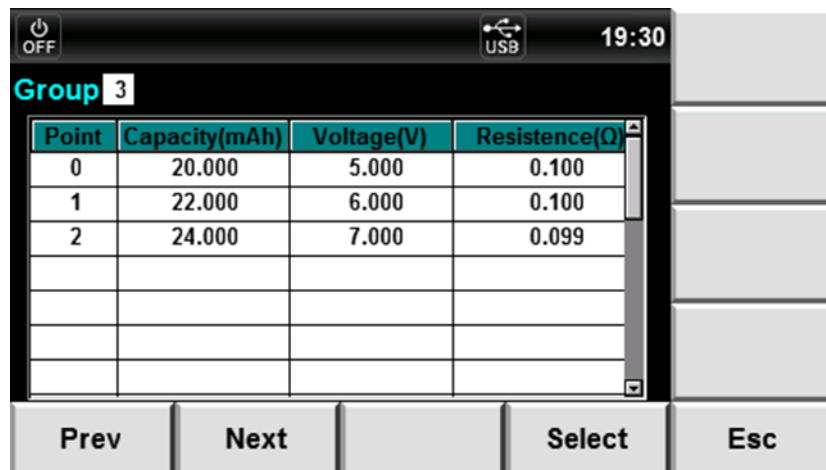 OFF USB 19:30
Group 3
Point Capacity(mAh) Voltage(V) Resistence(Ω)
0 20.000 5.000 0.100
1 22.000 6.000 0.100
2 24.000 7.000 0.099
Prev Next Select Esc